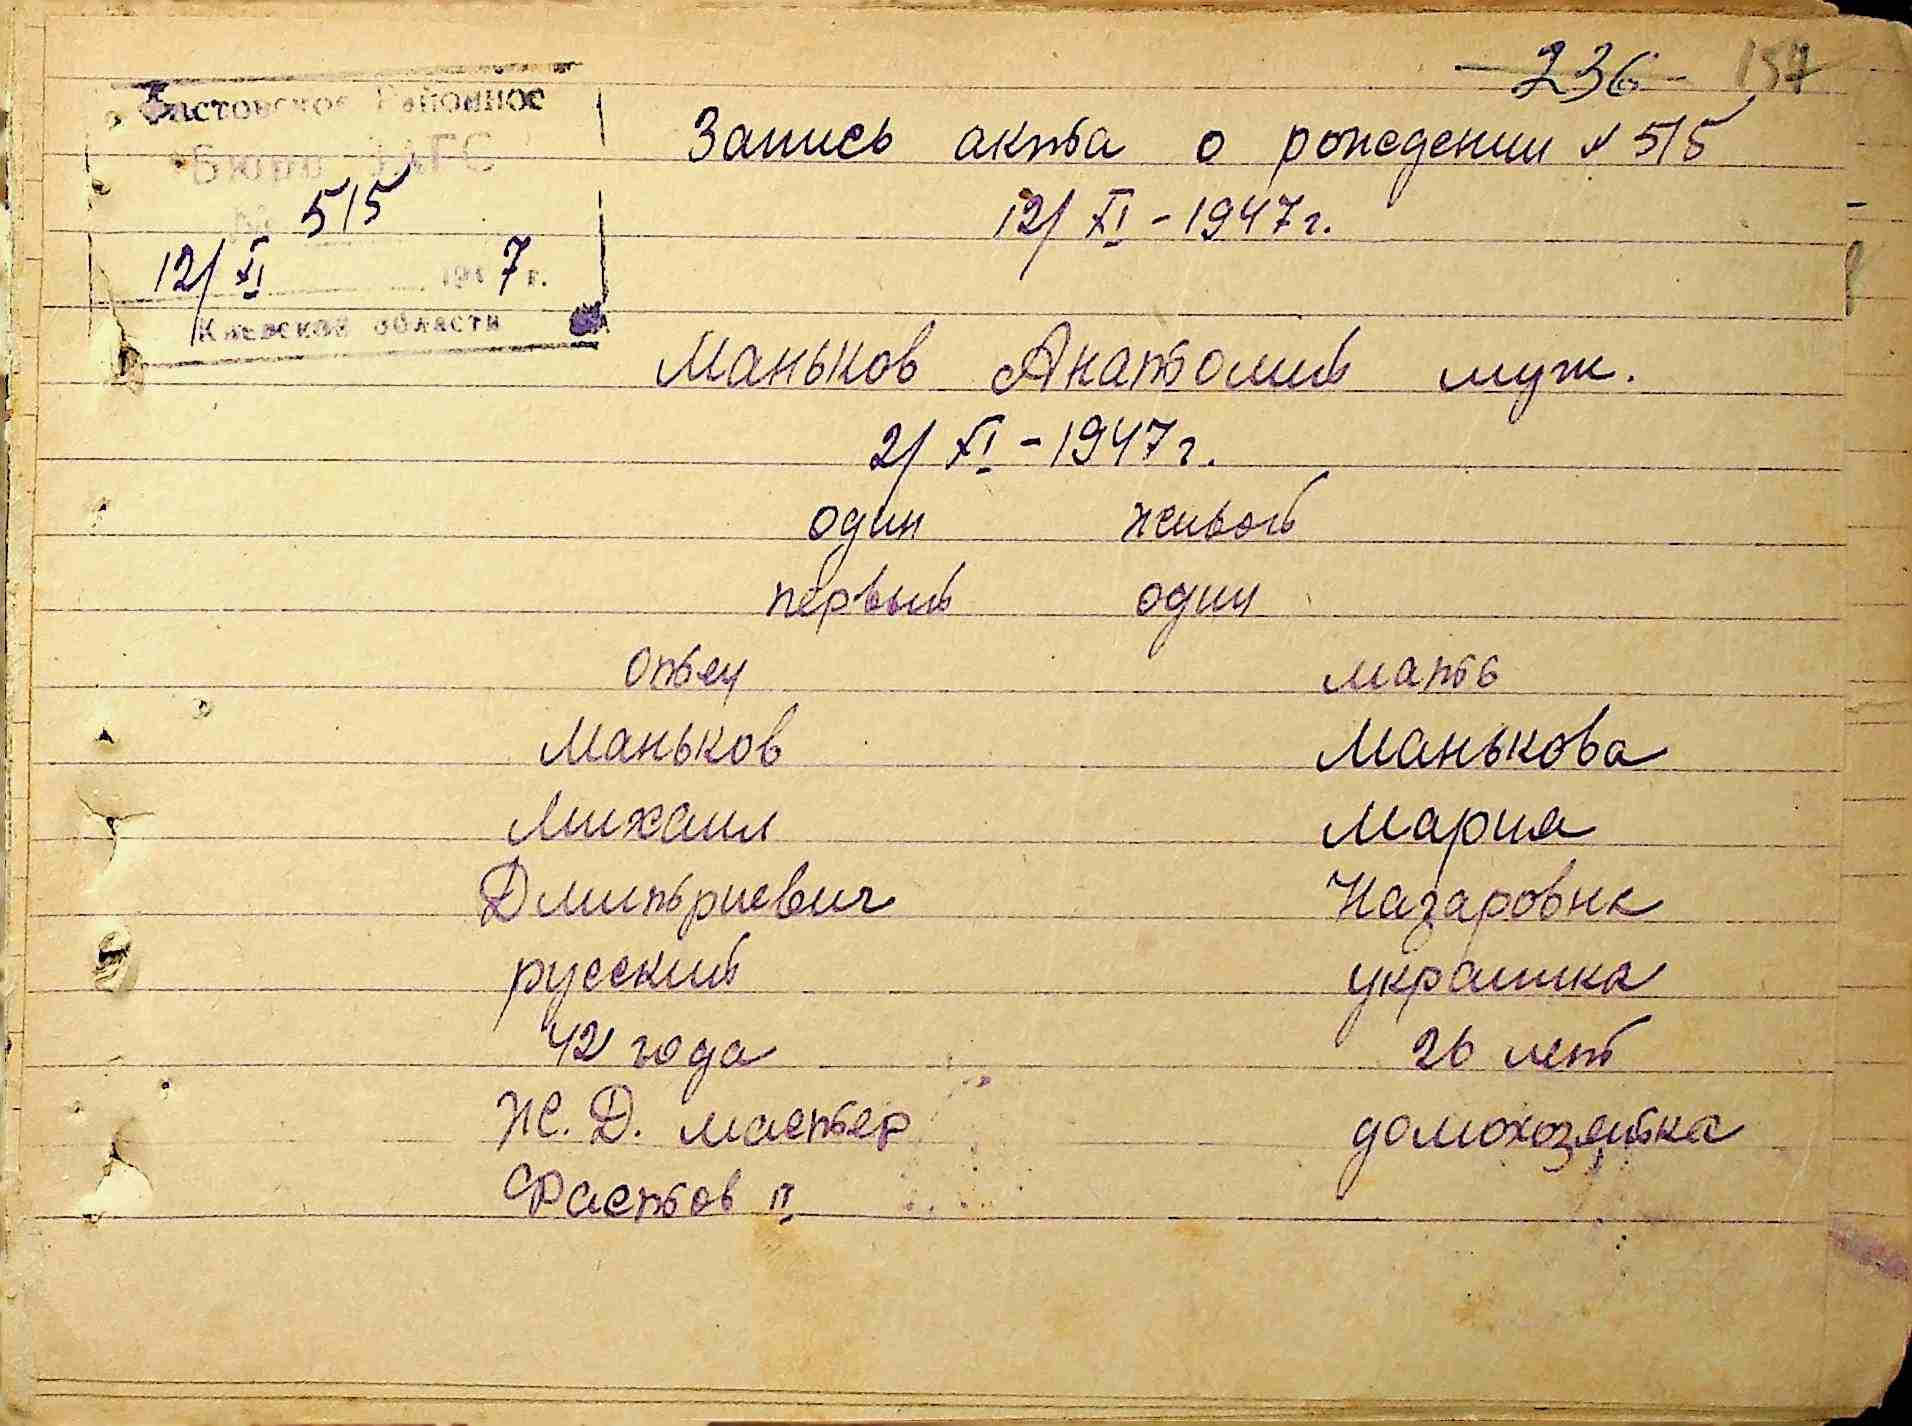 236 157
Фастовское Районное
Бюро ЗАГС
№ 515
12/XI 1947 г.
Киевской области
Запись акта о рождении № 515
12/XI - 1947 г.
Маньков Анатолий муж.
2/XI - 1947 г.
один живой
первый один
отец мать
Маньков Манькова
Михаил Мария
Дмитриевич Назаровна
русский украинка
42 года 26 лет
Ж. Д. мастер домохозяйка
Фастов II